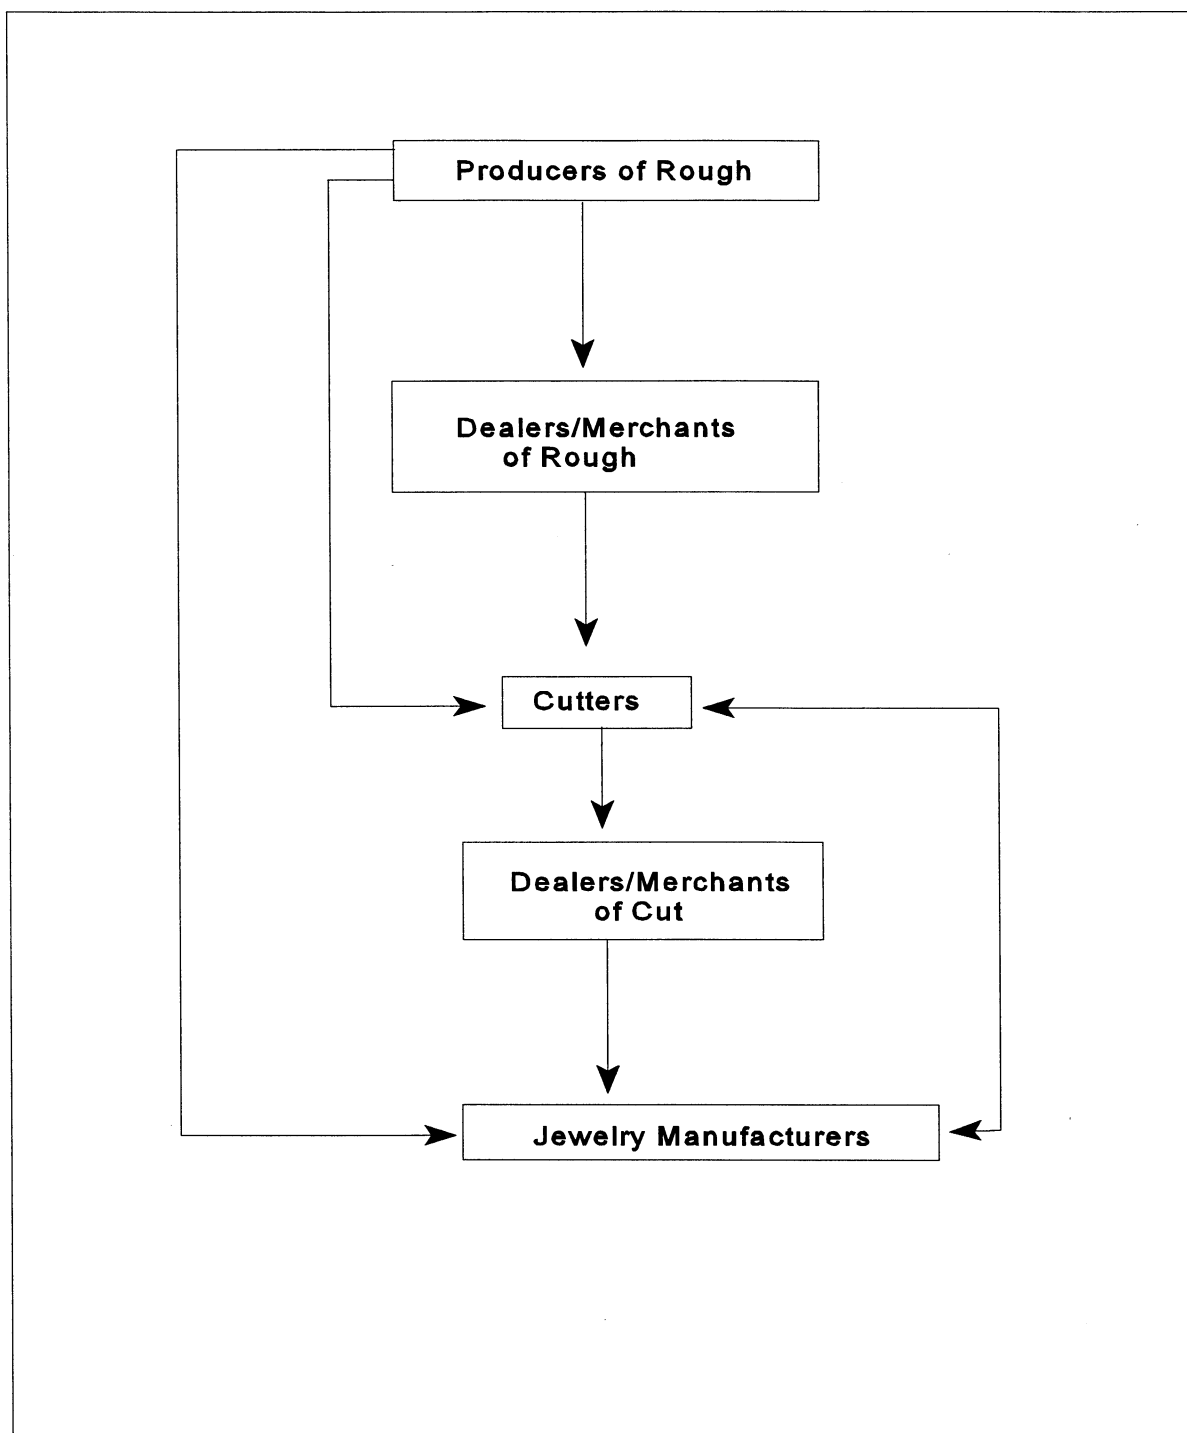 Producers of Rough
Dealers/Merchants
of Rough
Cutters
Dealers/Merchants
of Cut
Jewelry Manufacturers